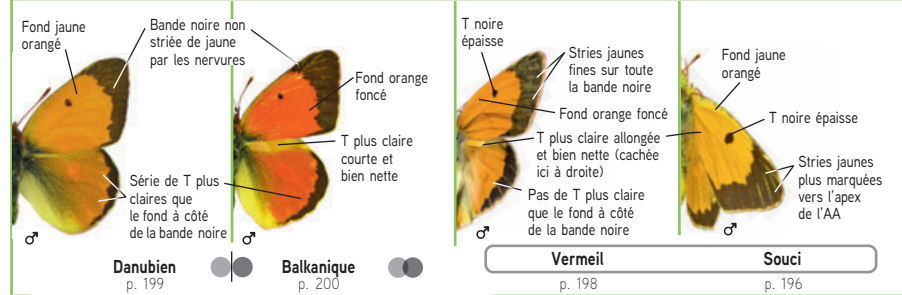 Fond jaune
orangé
Bande noire non
striée de jaune
par les nervures
Fond orange
foncé
T plus claire
courte et
bien nette
Série de T plus
claires que
le fond à côté
de la bande noire
♂
♂
T noire
épaisse
Stries jaunes
fines sur toute
la bande noire
Fond orange foncé
T plus claire allongée
et bien nette (cachée
ici à droite)
Pas de T plus claire
que le fond à côté
de la bande noire
Fond jaune
orangé
T noire épaisse
Stries jaunes
plus marquées
vers l'apex
de l'AA
♂
♂
Danubien
p. 199
Balkanique
p. 200
Vermeil
p. 198
Souci
p. 196